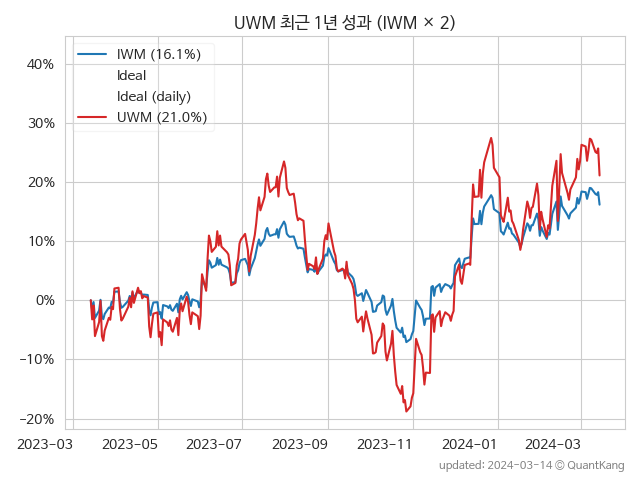 UWM 최근 1년 성과 (IWM × 2)
IWM (16.1%)
Ideal
Ideal (daily)
UWM (21.0%)
40%
30%
20%
10%
0%
−10%
−20%
2023-03 2023-05 2023-07 2023-09 2023-11 2024-01 2024-03
updated: 2024-03-14 © QuantKang